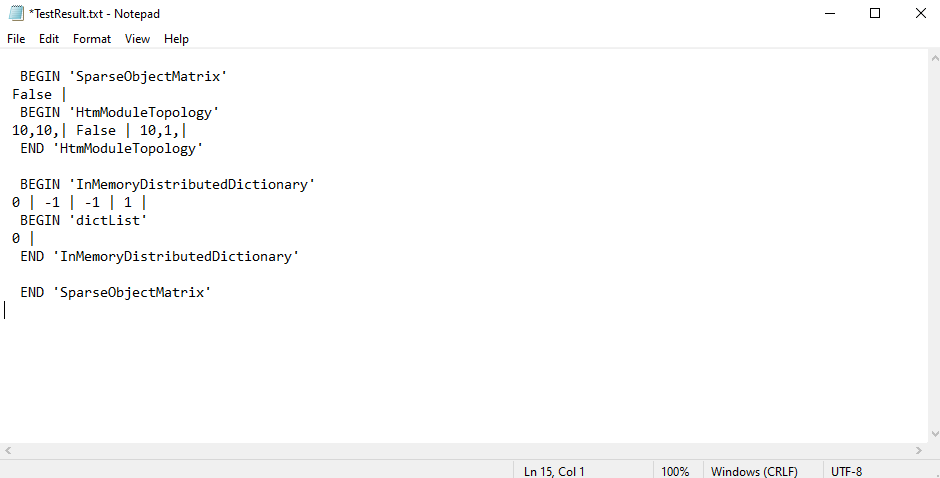 *TestResult.txt - Notepad
File Edit Format View Help
BEGIN 'SparseObjectMatrix'
False |
BEGIN 'HtmModuleTopology'
10,10,| False | 10,1,|
END 'HtmModuleTopology'
BEGIN 'InMemoryDistributedDictionary'
0 | -1 | -1 | 1 |
BEGIN 'dictList'
0 |
END 'InMemoryDistributedDictionary'
END 'SparseObjectMatrix'
Ln 15, Col 1 100% Windows (CRLF) UTF-8